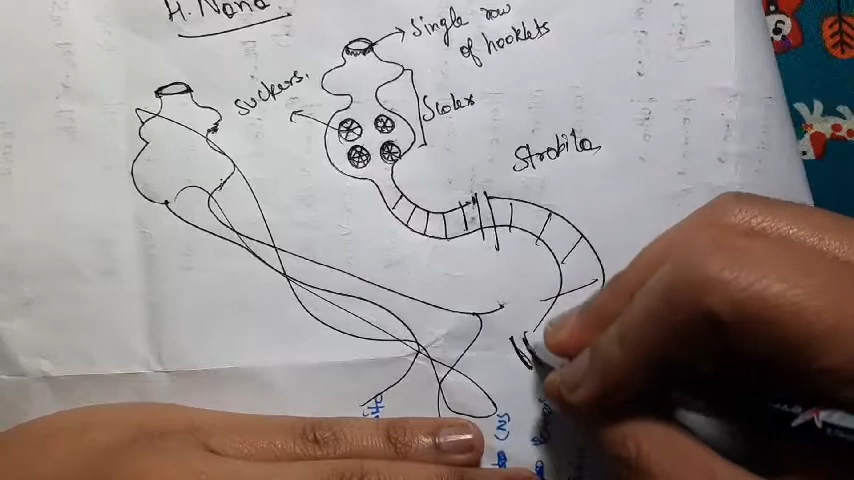 H. Nana
Single row
of hooklets
suckers.
Scolex
Strobila